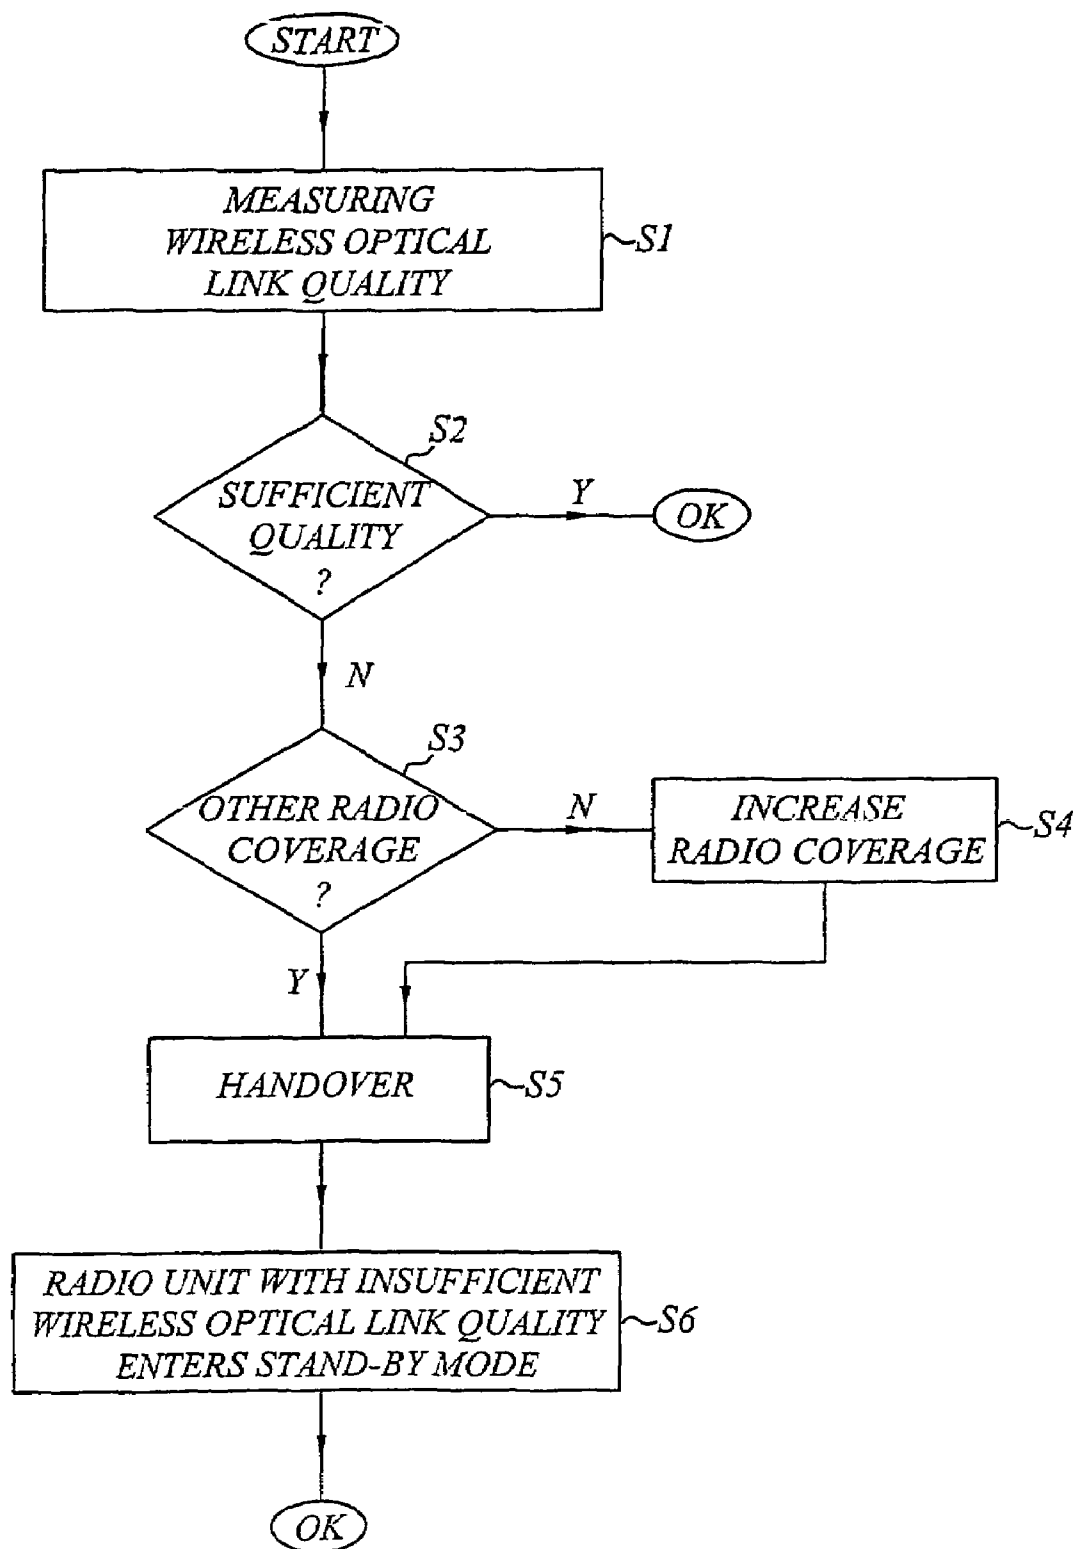 START
MEASURING
WIRELESS OPTICAL
LINK QUALITY
S1
S2
SUFFICIENT
QUALITY
?
Y
OK
N
S3
OTHER RADIO
COVERAGE
?
N
INCREASE
RADIO COVERAGE
S4
Y
HANDOVER
S5
RADIO UNIT WITH INSUFFICIENT
WIRELESS OPTICAL LINK QUALITY
ENTERS STAND-BY MODE
S6
OK